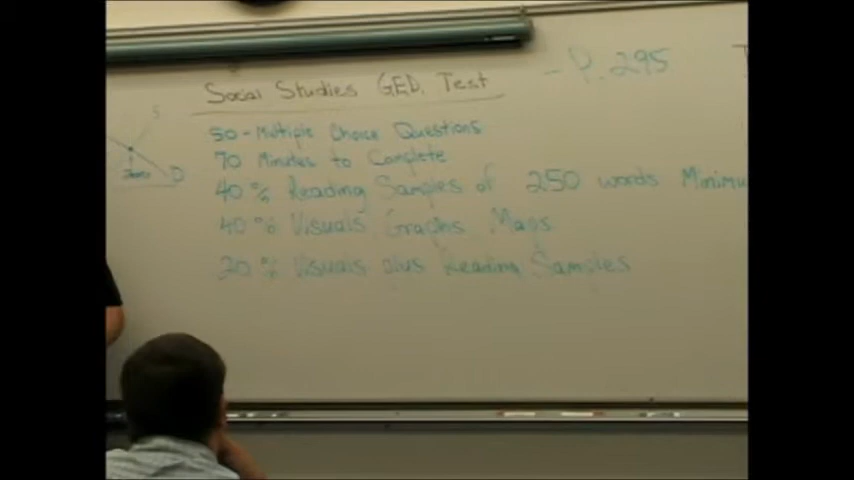 Social Studies GED. Test - P. 295
50 - Multiple Choice Questions
70 Minutes to Complete
40 % Reading Samples of 250 words Minimu
40 % Visuals Graphs Maps
20 % Visuals plus Reading Samples
D